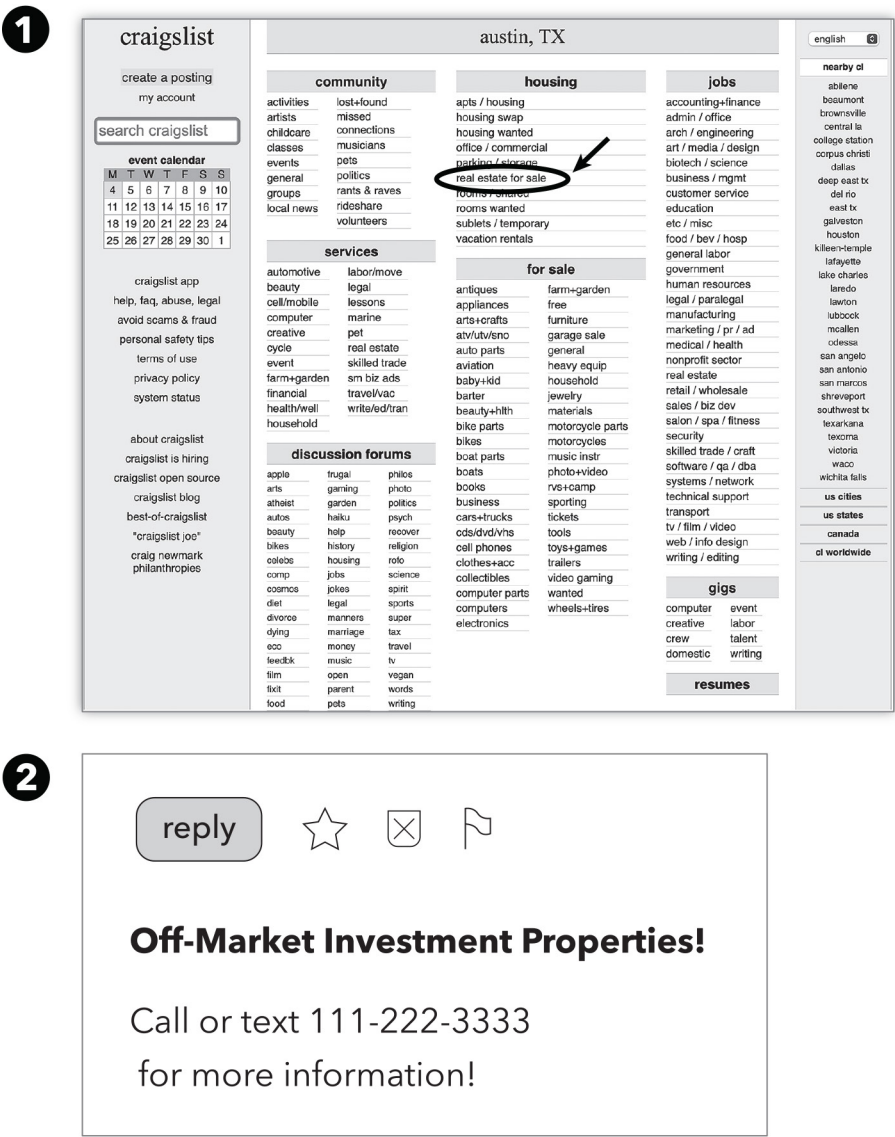 1
craigslist
create a posting
my account
search craigslist
event calendar
M T W T F S S
4 5 6 7 8 9 10
11 12 13 14 15 16 17
18 19 20 21 22 23 24
25 26 27 28 29 30 1
craigslist app
help, faq, abuse, legal
avoid scams & fraud
personal safety tips
terms of use
privacy policy
system status
about craigslist
craigslist is hiring
craigslist open source
craigslist blog
best-of-craigslist
"craigslist joe"
craig newmark
philanthropies
austin, TX
community
activities
artists
childcare
classes
events
general
groups
local news
lost+found
missed
connections
musicians
pets
politics
rants & raves
rideshare
volunteers
services
automotive
beauty
cell/mobile
computer
creative
cycle
event
farm+garden
financial
health/well
household
labor/move
legal
lessons
marine
pet
real estate
skilled trade
sm biz ads
travel/vac
write/ed/tran
discussion forums
apple
arts
atheist
autos
beauty
bikes
celebs
comp
cosmos
diet
divorce
dying
eco
feedbk
film
fixit
food
frugal
gaming
garden
haiku
help
history
housing
jobs
jokes
legal
manners
marriage
money
music
open
parent
pets
philos
photo
politics
psych
recover
religion
rofo
science
spirit
sports
super
tax
travel
tv
vegan
words
writing
housing
apts / housing
housing swap
housing wanted
office / commercial
parking / storage
real estate for sale
rooms / shared
rooms wanted
sublets / temporary
vacation rentals
for sale
antiques
appliances
arts+crafts
atv/utv/sno
auto parts
aviation
baby+kid
barter
beauty+hlth
bike parts
bikes
boat parts
boats
books
business
cars+trucks
cds/dvd/vhs
cell phones
clothes+acc
collectibles
computer parts
computers
electronics
farm+garden
free
furniture
garage sale
general
heavy equip
household
jewelry
materials
motorcycle parts
motorcycles
music instr
photo+video
rvs+camp
sporting
tickets
tools
toys+games
trailers
video gaming
wanted
wheels+tires
jobs
accounting+finance
admin / office
arch / engineering
art / media / design
biotech / science
business / mgmt
customer service
education
etc / misc
food / bev / hosp
general labor
government
human resources
legal / paralegal
manufacturing
marketing / pr / ad
medical / health
nonprofit sector
real estate
retail / wholesale
sales / biz dev
salon / spa / fitness
security
skilled trade / craft
software / qa / dba
systems / network
technical support
transport
tv / film / video
web / info design
writing / editing
gigs
computer
creative
crew
domestic
event
labor
talent
writing
resumes
english
nearby cl
abilene
beaumont
brownsville
central la
college station
corpus christi
dallas
deep east tx
del rio
east tx
galveston
houston
killeen-temple
lafayette
lake charles
laredo
lawton
lubbock
mcallen
odessa
san angelo
san antonio
san marcos
shreveport
southwest tx
texarkana
texoma
victoria
waco
wichita falls
us cities
us states
canada
cl worldwide
2
reply
Off-Market Investment Properties!
Call or text 111-222-3333
for more information!